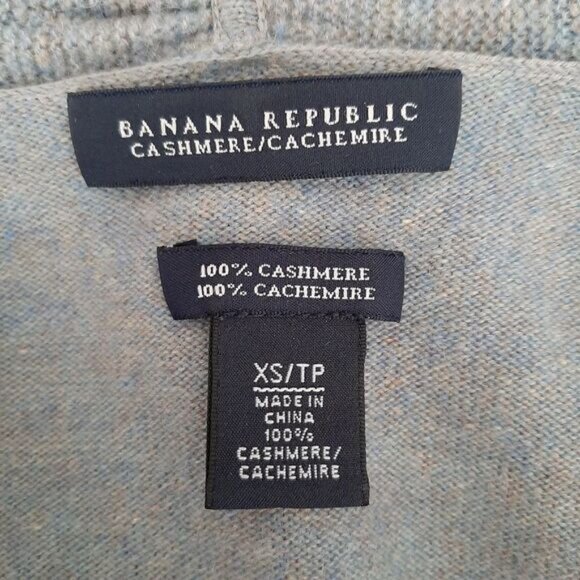 BANANA REPUBLIC
CASHMERE/CACHEMIRE
100% CASHMERE
100% CACHEMIRE
XS/TP
MADE IN
CHINA
100%
CASHMERE/
CACHEMIRE